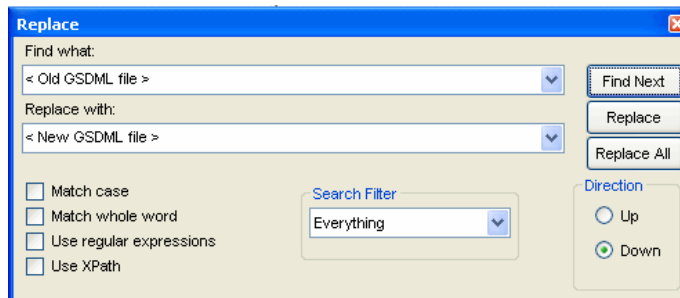 Replace
Find what:
< Old GSDML file >
Find Next
Replace with:
Replace
< New GSDML file >
Replace All
Match case
Match whole word
Use regular expressions
Use XPath
Search Filter
Everything
Direction
Up
Down